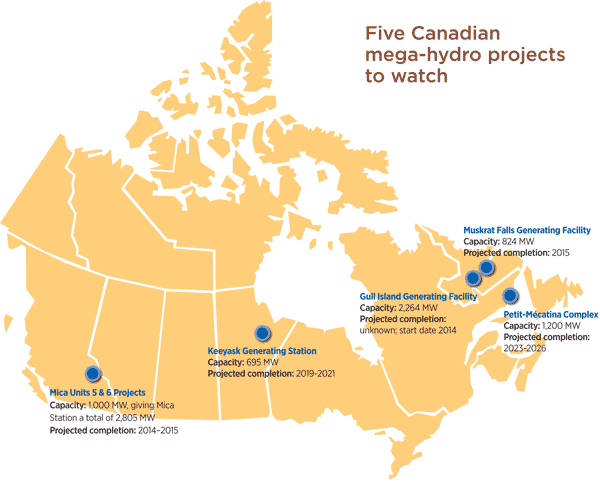 Five Canadian
mega-hydro projects
to watch
Muskrat Falls Generating Facility
Capacity: 824 MW
Projected completion: 2015
Gull Island Generating Facility
Capacity: 2,264 MW
Projected completion:
unknown; start date 2014
Petit-Mécatina Complex
Capacity: 1,200 MW
Projected completion:
2023-2026
Keeyask Generating Station
Capacity: 695 MW
Projected completion: 2019-2021
Mica Units 5 & 6 Projects
Capacity: 1,000 MW, giving Mica
Station a total of 2,805 MW
Projected completion: 2014–2015